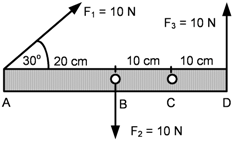 F₁ = 10 N
F₃ = 10 N
30° 20 cm 10 cm 10 cm
A B C D
F₂ = 10 N